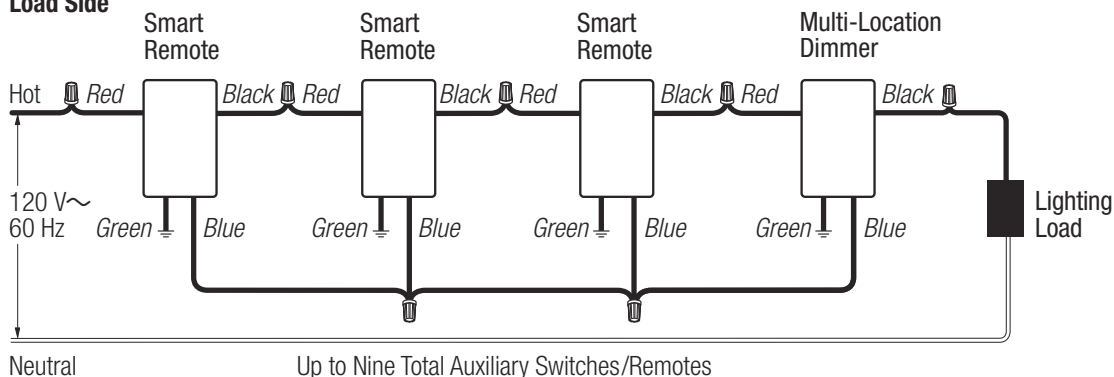 Load Side
Smart
Remote
Smart
Remote
Smart
Remote
Multi-Location
Dimmer
Hot Red Black Red Black Red Black Red Black
120 V~
60 Hz
Green Blue Green Blue Green Blue Green Blue
Lighting
Load
Neutral
Up to Nine Total Auxiliary Switches/Remotes